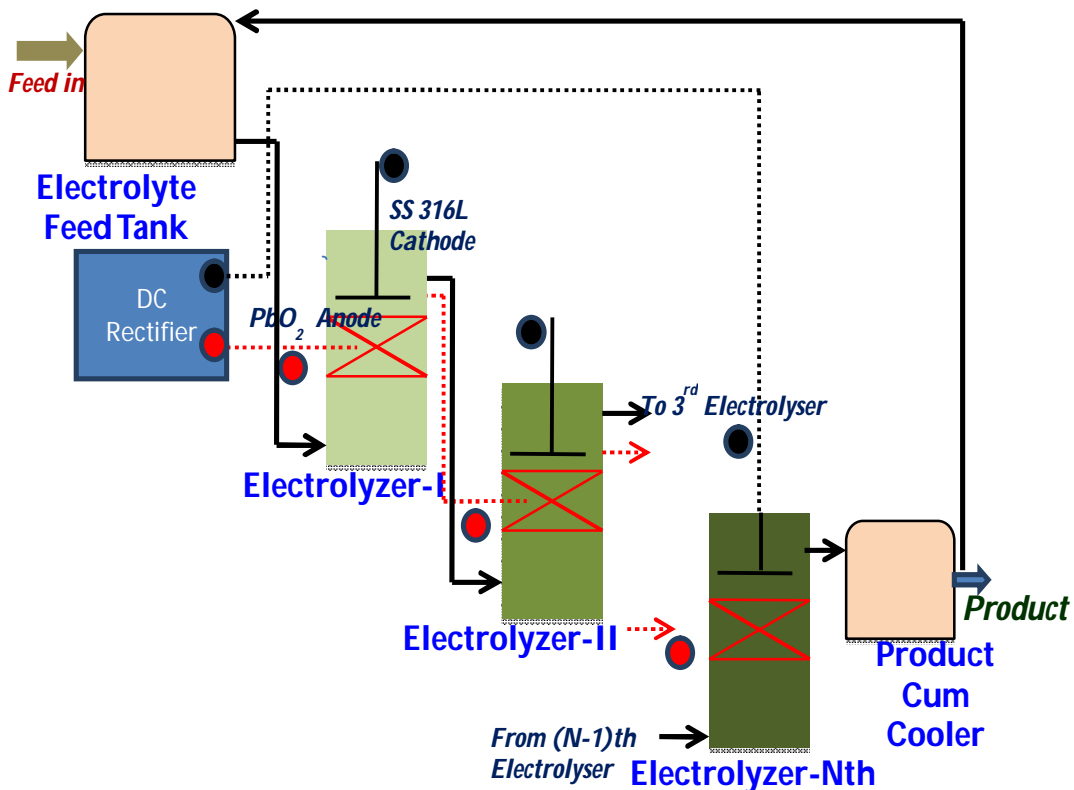 Feed in
Electrolyte
Feed Tank
DC
Rectifier
SS 316L
Cathode
PbO2 Anode
Electrolyzer-I
To 3rd Electrolyser
Electrolyzer-II
From (N-1)th
Electrolyser
Electrolyzer-Nth
Product
Product
Cum
Cooler